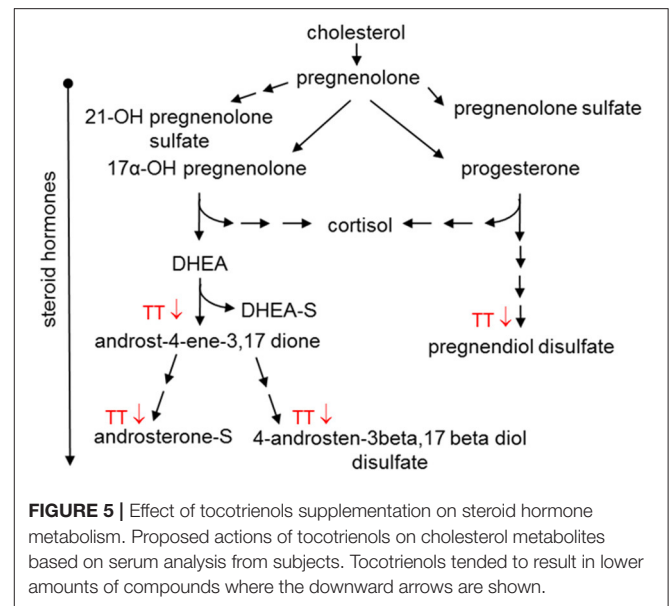 cholesterol
pregnenolone
21-OH pregnenolone
sulfate
pregnenolone sulfate
17α-OH pregnenolone
progesterone
cortisol
steroid hormones
DHEA
TT ↓
DHEA-S
TT ↓
androst-4-ene-3,17 dione
pregnendiol disulfate
TT ↓
TT ↓
androsterone-S
4-androsten-3beta,17 beta diol
disulfate
FIGURE 5 | Effect of tocotrienols supplementation on steroid hormone
metabolism. Proposed actions of tocotrienols on cholesterol metabolites
based on serum analysis from subjects. Tocotrienols tended to result in lower
amounts of compounds where the downward arrows are shown.